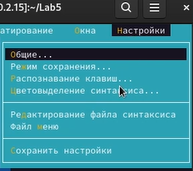 0.2.15]:~/Lab5
атирование Окна Настройки
Общие...
Режим сохранения...
Распознавание клавиш...
Цветовыделение синтаксиса...
Редактирование файла синтаксиса
Файл меню
Сохранить настройки